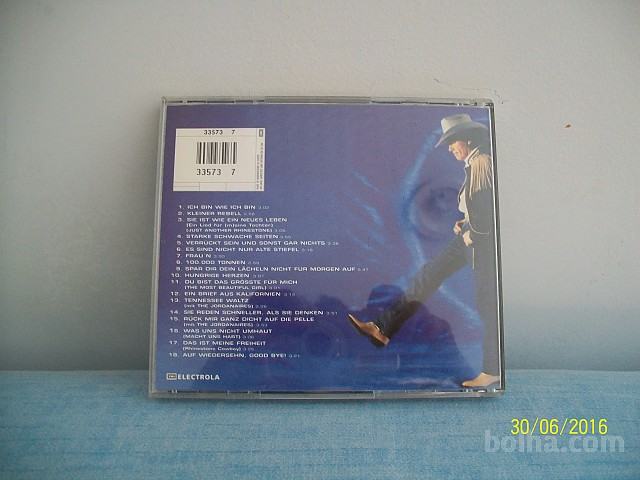 33573 7
33573 7
1. ICH BIN WIE ICH BIN
2. KLEINER REBELL
3. SIE IST WIE EIN NEUES LEBEN
(Ein Lied für (m)eine Tochter)
(JUST ANOTHER RHINESTONE)
4. STARKE SCHWACHE SEITEN
5. VERRÜCKT SEIN UND SONST GAR NICHTS
6. ES SIND NICHT NUR ALTE STIEFEL
7. FRAU'N
8. 100.000 TONNEN
9. SPAR DIR DEIN LÄCHELN NICHT FÜR MORGEN AUF
10. HUNGRIGE HERZEN
11. DU BIST DAS GRÖSSTE FÜR MICH
(THE MOST BEAUTIFUL GIRL)
12. EIN BRIEF AUS KALIFORNIEN
13. TENNESSEE WALTZ
(mit THE JORDANAIRES)
14. SIE REDEN SCHNELLER, ALS SIE DENKEN
15. RÜCK MIR GANZ DICHT AUF DIE PELLE
(mit THE JORDANAIRES)
16. WAS UNS NICHT UMHAUT
(MACHT UNS HART)
17. DAS IST MEINE FREIHEIT
(Rhinestone Cowboy)
18. AUF WIEDERSEHN, GOOD BYE!
EMI ELECTROLA
30/06/2016
bolha.com